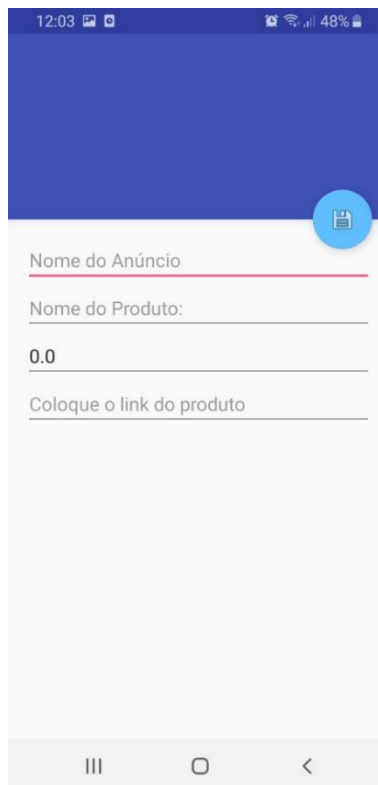 12:03 48%
Nome do Anúncio
Nome do Produto:
0.0
Coloque o link do produto